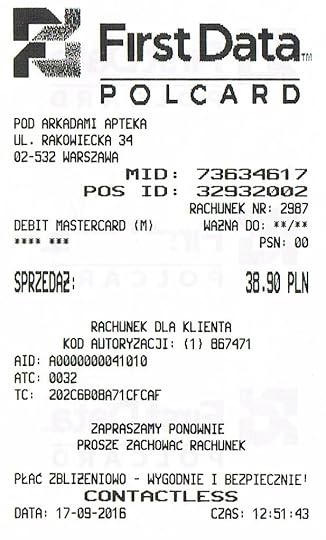 First Data™
POLCARD
POD ARKADAMI APTEKA
UL. RAKOWIECKA 34
02-532 WARSZAWA
MID: 73634617
POS ID: 32932002
RACHUNEK NR: 2987
DEBIT MASTERCARD (M) WAŻNA DO: **/**
**** *** PSN: 00
SPRZEDAŻ: 38.90 PLN
RACHUNEK DLA KLIENTA
KOD AUTORYZACJI: (1) 867471
AID: A0000000041010
ATC: 0032
TC: 202C6B08A71CFCAF
ZAPRASZAMY PONOWNIE
PROSZE ZACHOWAĆ RACHUNEK
PŁAĆ ZBLIŻENIOWO - WYGODNIE I BEZPIECZNIE!
CONTACTLESS
DATA: 17-09-2016 CZAS: 12:51:43